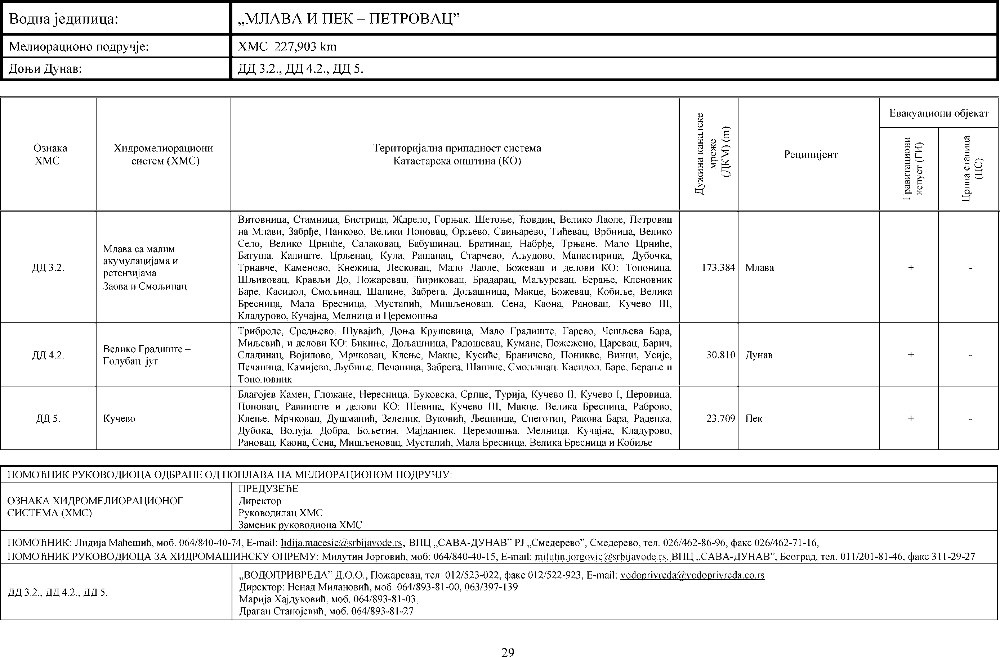 Водна јединица: „МЛАВА И ПЕК – ПЕТРОВАЦ”
Мелиорационо подручје: ХМС 227,903 km
Доњи Дунав: ДД 3.2., ДД 4.2., ДД 5.
Ознака
ХМС
Хидромелиорациони
систем (ХМС)
Територијална припадност система
Катастарска општина (КО)
Дужина каналске
мреже
(ДКМ) (m)
Реципијент
Евакуациони објекат
Гравитациони
испуст (ГИ)
Црпна станица
(ЦС)
ДД 3.2.
Млава са малим
акумулацијама и
ретензијама
Заова и Смољинац
Витовница, Стамница, Бистрица, Ждрело, Горњак, Шетоње, Ћовдин, Велико Лаоле, Петровац
на Млави, Забрђе, Панково, Велики Поповац, Орљево, Свињарево, Тићевац, Врбница, Велико
Село, Велико Црниће, Салаковац, Бабушинац, Братинац, Набрђе, Трњане, Мало Црниће,
Батуша, Калиште, Црљенац, Кула, Рашанац, Старчево, Аљудово, Манастирица, Дубочка,
Трнавче, Каменово, Кнежица, Лесковац, Мало Лаоле, Божевац и делови КО: Топоница,
Шљивовац, Крављи До, Пожаревац, Ћириковац, Брадарац, Маљуревац, Берање, Кленовник
Баре, Касидол, Смољинац, Шапине, Забрега, Дољашница, Макце, Божевац, Кобиље, Велика
Бресница, Мала Бресница, Мустапић, Мишљеновац, Сена, Каона, Рановац, Кучево III,
Кладурово, Кучајна, Мелница и Церемошња
173.384
Млава
+
-
ДД 4.2.
Велико Градиште –
Голубац југ
Триброде, Средњево, Шувајић, Доња Крушевица, Мало Градиште, Гарево, Чешљева Бара,
Миљевић, и делови КО: Бикиње, Дољашница, Радошевац, Кумане, Пожежено, Царевац, Барич,
Сладинац, Војилово, Мрчковац, Клење, Макце, Кусиће, Браничево, Поникве, Винци, Усије,
Печаница, Камијево, Љубиње, Печаница, Забрега, Шапине, Смољинац, Касидол, Баре, Берање и
Тополовник
30.810
Дунав
+
-
ДД 5.
Кучево
Благојев Камен, Гложане, Нересница, Буковска, Српце, Турија, Кучево II, Кучево I, Церовица,
Поповац, Равниште и делови КО: Шевица, Кучево III, Макце, Велика Бресница, Раброво,
Клење, Мрчковац, Душманић, Зеленик, Вуковић, Љешница, Снеготин, Ракова Бара, Раденка,
Дубока, Волуја, Добра, Бољетин, Мајданпек, Церемошња, Мелница, Кучајна, Кладурово,
Рановац, Каона, Сена, Мишљеновац, Мустапић, Мала Бресница, Велика Бресница и Кобиље
23.709
Пек
+
-
ПОМОЋНИК РУКОВОДИОЦА ОДБРАНЕ ОД ПОПЛАВА НА МЕЛИОРАЦИОНОМ ПОДРУЧЈУ:
ОЗНАКА ХИДРОМЕЛИОРАЦИОНОГ
СИСТЕМА (ХМС)
ПРЕДУЗЕЋЕ
Директор
Руководилац ХМС
Заменик руководиоца ХМС
ПОМОЋНИК: Лидија Маћешић, моб. 064/840-40-74, E-mail: lidija.macesic@srbijavode.rs, ВПЦ „САВА-ДУНАВ” РЈ „Смедерево”, Смедерево, тел. 026/462-86-96, факс 026/462-71-16,
ПОМОЋНИК РУКОВОДИОЦА ЗА ХИДРОМАШИНСКУ ОПРЕМУ: Милутин Јорговић, моб: 064/840-40-15, E-mail: milutin.jorgovic@srbijavode.rs, ВПЦ „САВА-ДУНАВ”, Београд, тел. 011/201-81-46, факс 311-29-27
ДД 3.2., ДД 4.2., ДД 5.
„ВОДОПРИВРЕДА” Д.О.О., Пожаревац, тел. 012/523-022, факс 012/522-923, E-mail: vodoprivreda@vodoprivreda.co.rs
Директор: Ненад Милановић, моб. 064/893-81-00, 063/397-139
Марија Хајдуковић, моб. 064/893-81-03,
Драган Станојевић, моб. 064/893-81-27
29